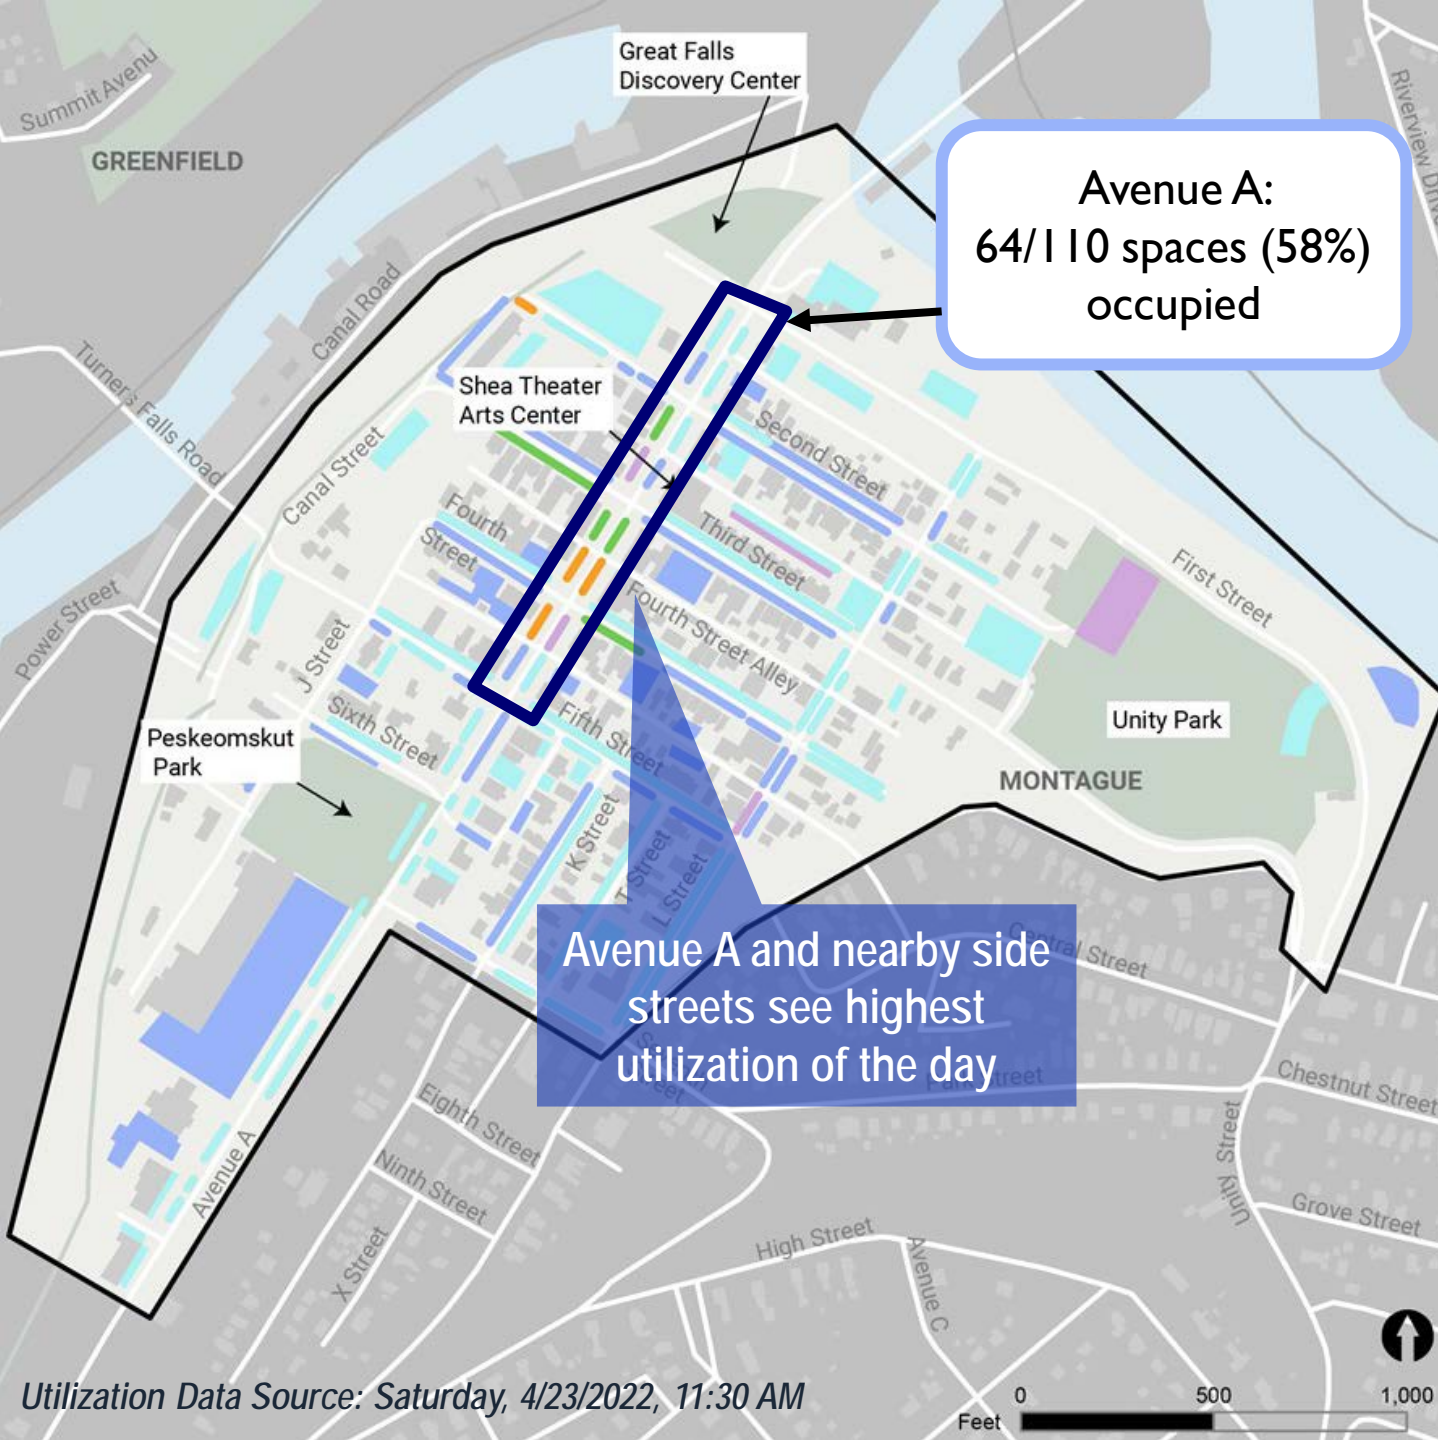 Great Falls
Discovery Center
Summit Avenu
GREENFIELD
Riverview Drive
Avenue A:
64/110 spaces (58%)
occupied
Canal Road
Turners Falls Road
Shea Theater
Arts Center
Canal Street
Second Street
Fourth
Street
Third Street
First Street
Power Street
Fourth Street Alley
J Street
Sixth Street
Fifth Street
Peskeomskut
Park
Unity Park
MONTAGUE
K Street
T Street
L Street
Avenue A and nearby side
streets see highest
utilization of the day
Central Street
Park Street
Chestnut Street
Eighth Street
Unity Street
Avenue A
Ninth Street
Grove Street
X Street
High Street
Avenue C
Utilization Data Source: Saturday, 4/23/2022, 11:30 AM
0 500 1,000
Feet